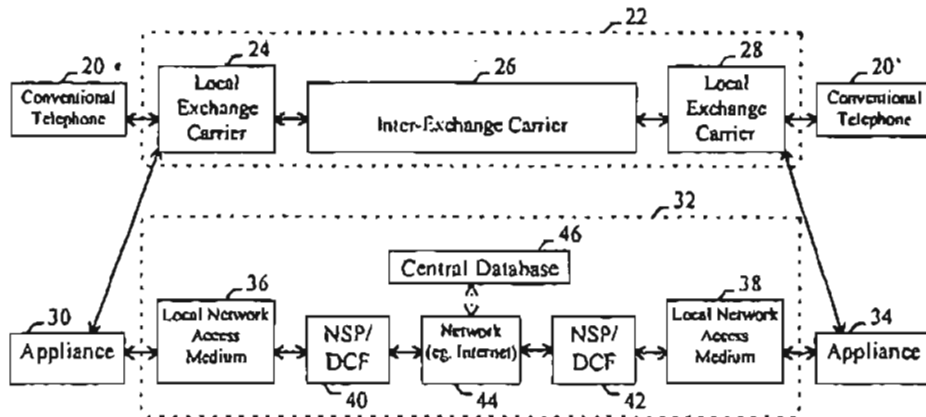 22
24
26
28
20
20'
Conventional
Telephone
Local
Exchange
Carrier
Inter-Exchange Carrier
Local
Exchange
Carrier
Conventional
Telephone
32
46
Central Database
36
38
30
34
Appliance
Local Network
Access
Medium
NSP/
DCF
Network
(eg. Internet)
NSP/
DCF
Local Network
Access
Medium
Appliance
40
44
42